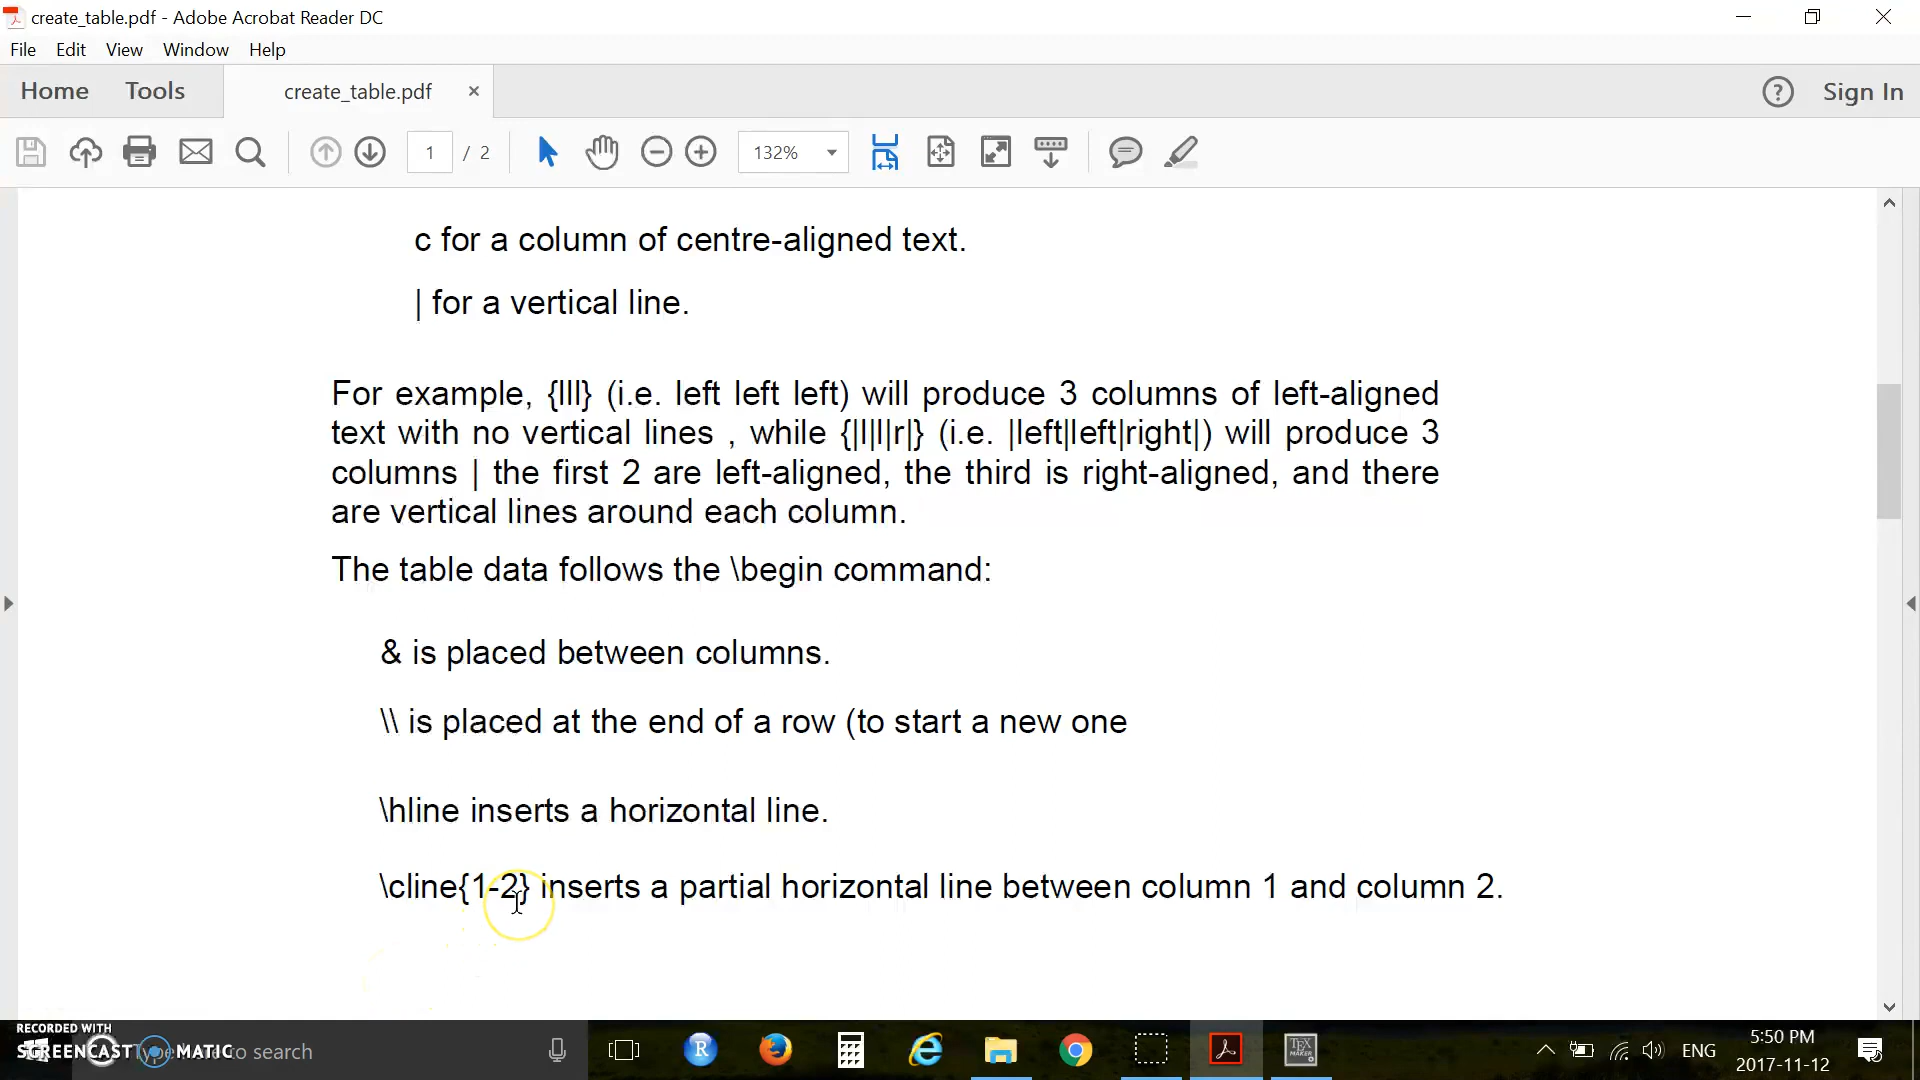 create_table.pdf - Adobe Acrobat Reader DC
File Edit View Window Help
Home Tools create_table.pdf × ? Sign In
1 / 2 132%
c for a column of centre-aligned text.
| for a vertical line.
For example, {lll} (i.e. left left left) will produce 3 columns of left-aligned
text with no vertical lines , while {|l|l|r|} (i.e. |left|left|right|) will produce 3
columns | the first 2 are left-aligned, the third is right-aligned, and there
are vertical lines around each column.
The table data follows the \begin command:
& is placed between columns.
\\ is placed at the end of a row (to start a new one
\hline inserts a horizontal line.
\cline{1-2} inserts a partial horizontal line between column 1 and column 2.
RECORDED WITH
SCREENCAST MATIC
Type here to search
R
TEX
MAKER
ENG
5:50 PM
2017-11-12